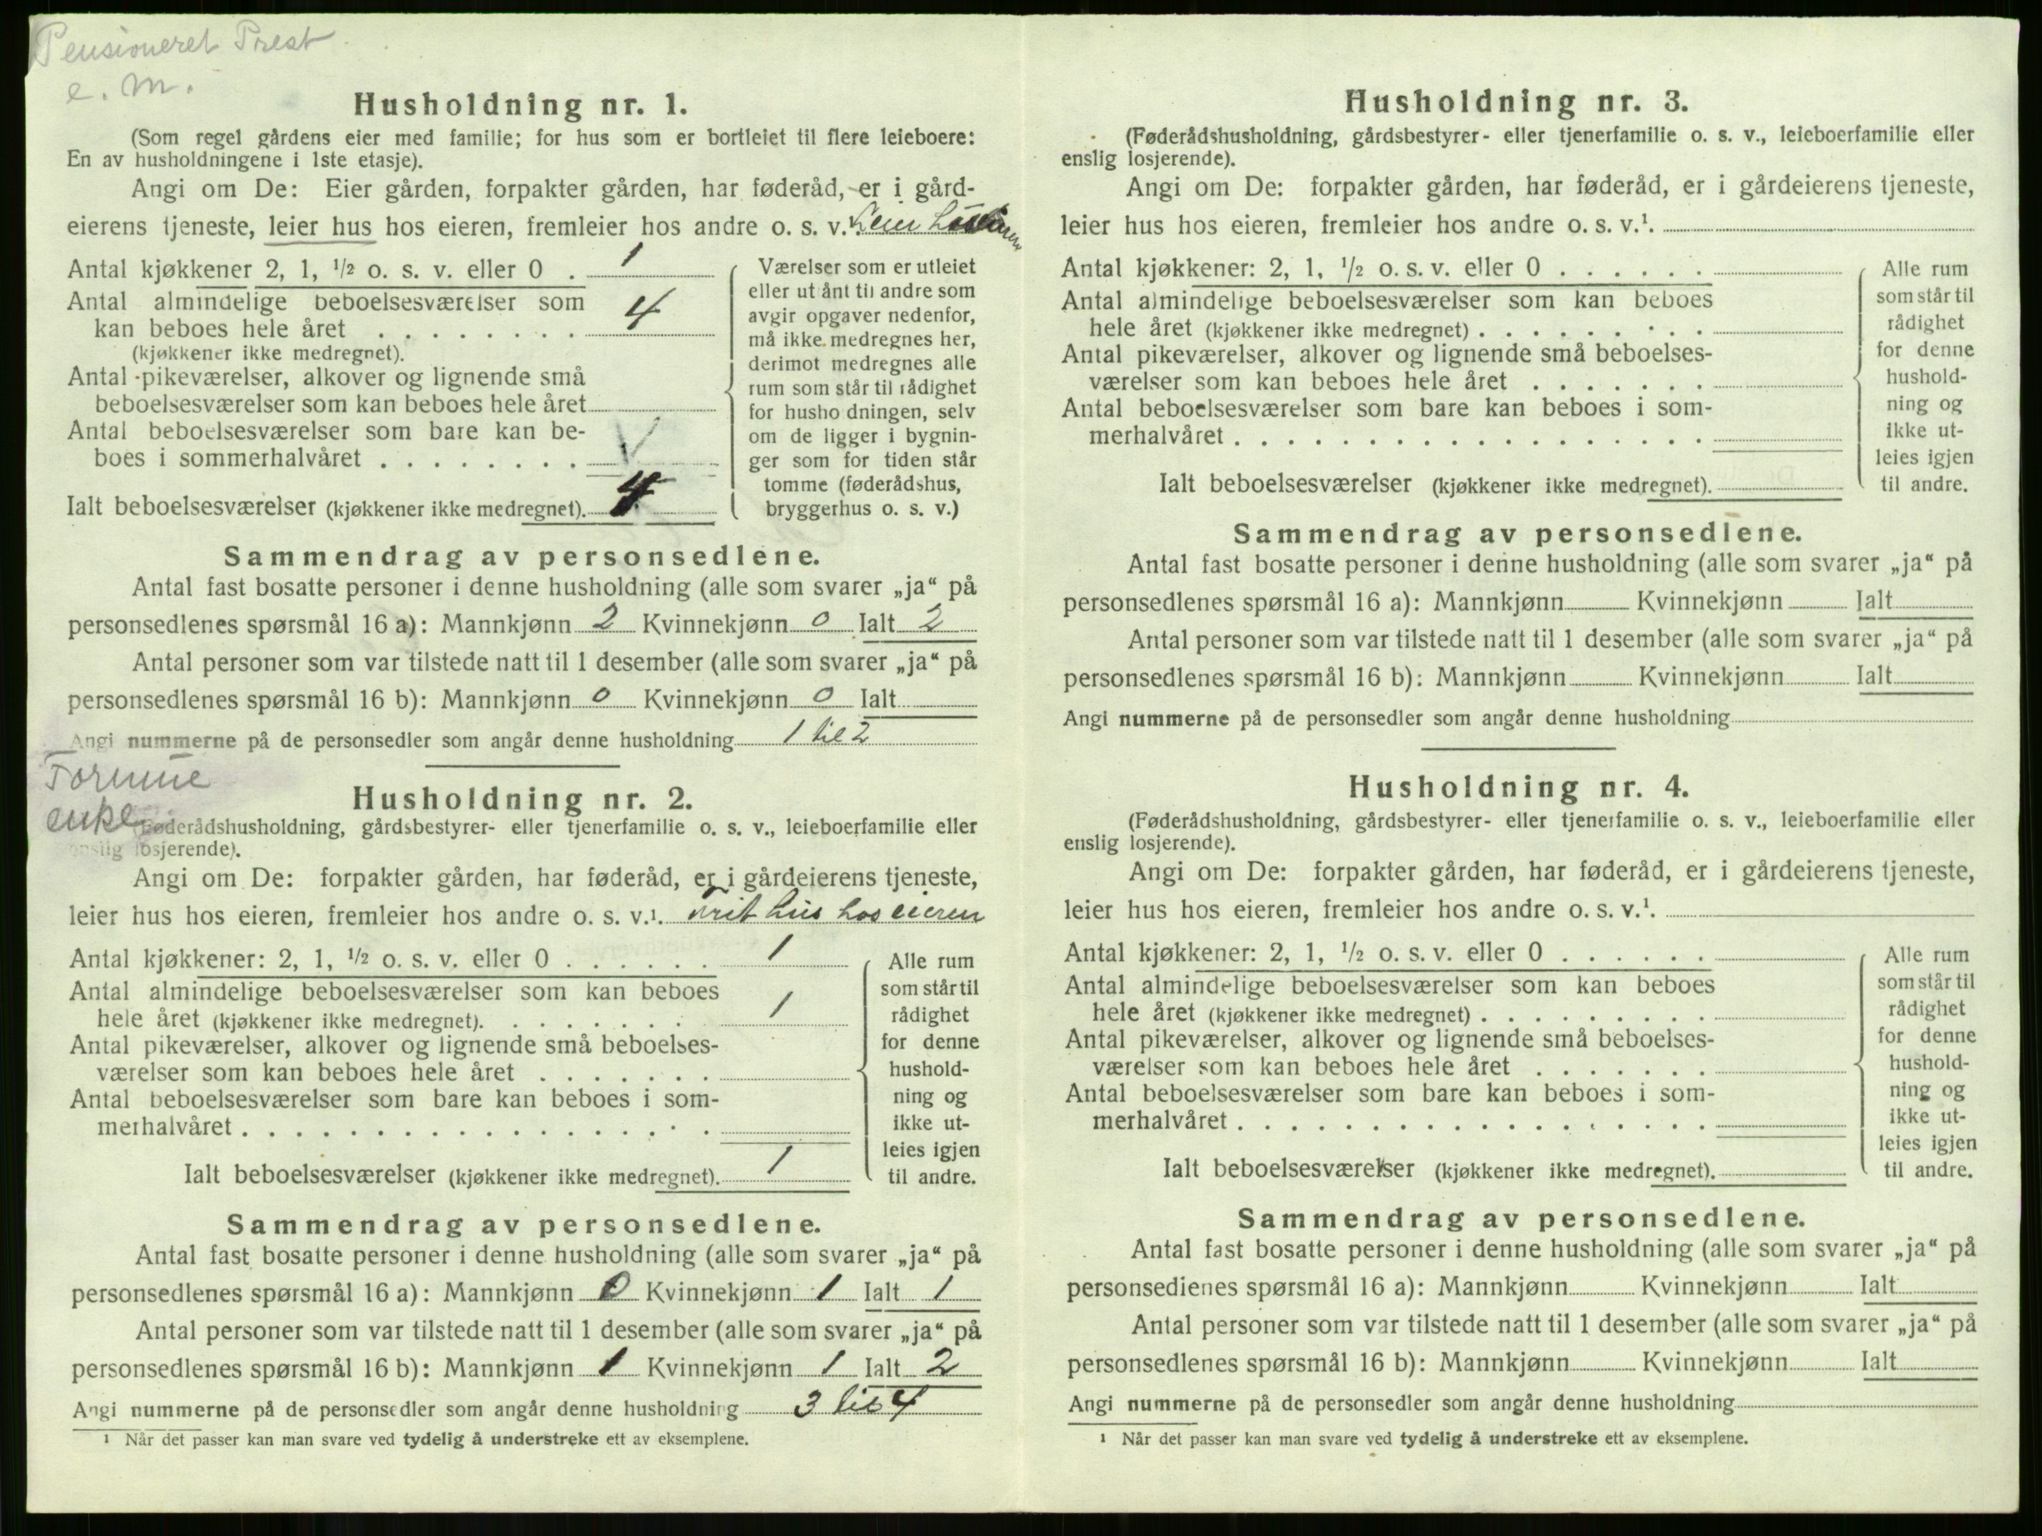 Pensioneret Prest
e. m.
Husholdning nr. 1.
(Som regel gårdens eier med familie; for hus som er bortleiet til flere leieboere:
En av husholdningene i 1ste etasje).
Angi om De: Eier gården, forpakter gården, har føderåd, er i gård-
eierens tjeneste, leier hus hos eieren, fremleier hos andre o. s. v.
Antal kjøkkener 2, 1, 1/2 o. s. v. eller 0 . 1
Antal almindelige beboelsesværelser som
kan beboes hele året . . . . . . . . 4
(kjøkkener ikke medregnet).
Antal pikeværelser, alkover og lignende små
beboelsesværelser som kan beboes hele året
Antal beboelsesværelser som bare kan be-
boes i sommerhalvåret . . . . . . . .
Ialt beboelsesværelser (kjøkkener ikke medregnet). 4
Værelser som er utleiet
eller ut ånt til andre som
avgir opgaver nedenfor,
må ikke medregnes her,
derimot medregnes alle
rum som står til rådighet
for husho dningen, selv
om de ligger i bygnin-
ger som for tiden står
tomme (føderådshus,
bryggerhus o. s. v.)
Sammendrag av personsedlene.
Antal fast bosatte personer i denne husholdning (alle som svarer „ja“ på
personsedlenes spørsmål 16 a): Mannkjønn 2 Kvinnekjønn 0 Ialt 2
Antal personer som var tilstede natt til 1 desember (alle som svarer „ja“ på
personsedlenes spørsmål 16 b): Mannkjønn 0 Kvinnekjønn 0 Ialt
Angi nummerne på de personsedler som angår denne husholdning 1 til 2
enke
Husholdning nr. 2.
(Føderådshusholdning, gårdsbestyrer- eller tjenerfamilie o. s. v., leieboerfamilie eller
enslig losjerende).
Angi om De: forpakter gården, har føderåd, er i gårdeierens tjeneste,
leier hus hos eieren, fremleier hos andre o. s. v.¹. frit hus hos eieren
Antal kjøkkener: 2, 1, 1/2 o. s. v. eller 0 . . . . . . 1
Antal almindelige beboelsesværelser som kan beboes
hele året (kjøkkener ikke medregnet). . . . . . . . 1
Antal pikeværelser, alkover og lignende små beboelses-
værelser som kan beboes hele året . . . . . . .
Antal beboelsesværelser som bare kan beboes i som-
merhalvåret . . . . . . . . . . . . . . . . . .
Ialt beboelsesværelser (kjøkkener ikke medregnet). 1
Alle rum
som står til
rådighet
for denne
hushold-
ning og
ikke ut-
leies igjen
til andre.
Sammendrag av personsedlene.
Antal fast bosatte personer i denne husholdning (alle som svarer „ja“ på
personsedlenes spørsmål 16 a): Mannkjønn 0 Kvinnekjønn 1 Ialt 1
Antal personer som var tilstede natt til 1 desember (alle som svarer „ja“ på
personsedlenes spørsmål 16 b): Mannkjønn 1 Kvinnekjønn 1 Ialt 2
Angi nummerne på de personsedler som angår denne husholdning 3 til 4
¹ Når det passer kan man svare ved tydelig å understreke ett av eksemplene.
Husholdning nr. 3.
(Føderådshusholdning, gårdsbestyrer- eller tjenerfamilie o. s. v., leieboerfamilie eller
enslig losjerende).
Angi om De: forpakter gården, har føderåd, er i gårdeierens tjeneste,
leier hus hos eieren, fremleier hos andre o. s. v.¹.
Antal kjøkkener: 2, 1, 1/2 o. s. v. eller 0 . . . . . .
Antal almindelige beboelsesværelser som kan beboes
hele året (kjøkkener ikke medregnet) . . . . . . . . .
Antal pikeværelser, alkover og lignende små beboelses-
værelser som kan beboes hele året . . . . . . .
Antal beboelsesværelser som bare kan beboes i som-
merhalvåret . . . . . . . . . . . . . . . . . .
Ialt beboelsesværelser (kjøkkener ikke medregnet).
Alle rum
som står til
rådighet
for denne
hushold-
ning og
ikke ut-
leies igjen
til andre.
Sammendrag av personsedlene.
Antal fast bosatte personer i denne husholdning (alle som svarer „ja“ på
personsedlenes spørsmål 16 a): Mannkjønn Kvinnekjønn Ialt
Antal personer som var tilstede natt til 1 desember (alle som svarer „ja“ på
personsedlenes spørsmål 16 b): Mannkjønn Kvinnekjønn Ialt
Angi nummerne på de personsedler som angår denne husholdning
Husholdning nr. 4.
(Føderådshusholdning, gårdsbestyrer- eller tjenerfamilie o. s. v., leieboerfamilie eller
enslig losjerende).
Angi om De: forpakter gården, har føderåd, er i gårdeierens tjeneste,
leier hus hos eieren, fremleier hos andre o. s. v.¹.
Antal kjøkkener: 2, 1, 1/2 o. s. v. eller 0 . . . . . .
Antal almindelige beboelsesværelser som kan beboes
hele året (kjøkkener ikke medregnet) . . . . . . . . .
Antal pikeværelser, alkover og lignende små beboelses-
værelser som kan beboes hele året . . . . . . .
Antal beboelsesværelser som bare kan beboes i som-
merhalvåret . . . . . . . . . . . . . . . . . .
Ialt beboelsesværelser (kjøkkener ikke medregnet).
Alle rum
som står til
rådighet
for denne
hushold-
ning og
ikke ut-
leies igjen
til andre.
Sammendrag av personsedlene.
Antal fast bosatte personer i denne husholdning (alle som svarer „ja“ på
personsedlenes spørsmål 16 a): Mannkjønn Kvinnekjønn Ialt
Antal personer som var tilstede natt til 1 desember (alle som svarer „ja“ på
personsedlenes spørsmål 16 b): Mannkjønn Kvinnekjønn Ialt
Angi nummerne på de personsedler som angår denne husholdning
¹ Når det passer kan man svare ved tydelig å understreke ett av eksemplene.